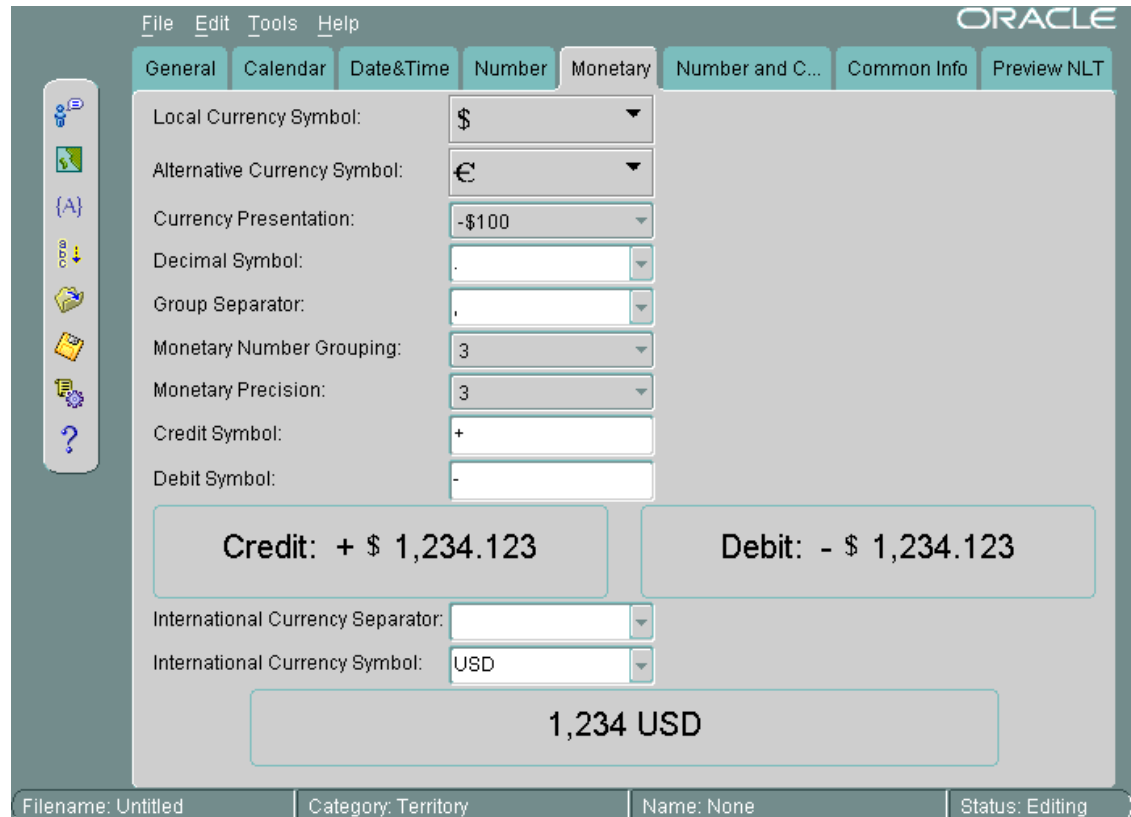 File Edit Tools Help
ORACLE
General Calendar Date&Time Number Monetary Number and C... Common Info Preview NLT
Local Currency Symbol: $
Alternative Currency Symbol: €
{A}
Currency Presentation: -$100
a
b
c
Decimal Symbol: .
Group Separator: ,
Monetary Number Grouping: 3
Monetary Precision: 3
?
Credit Symbol: +
Debit Symbol: -
Credit: + $ 1,234.123 Debit: - $ 1,234.123
International Currency Separator:
International Currency Symbol: USD
1,234 USD
Filename: Untitled Category: Territory Name: None Status: Editing